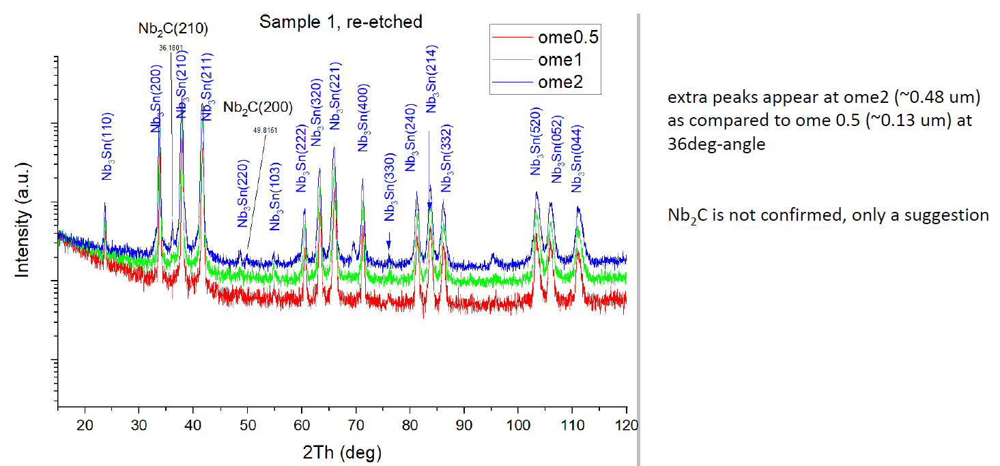 Sample 1, re-etched
Nb₂C(210)
36.1801
ome0.5
ome1
ome2
Nb₃Sn(110)
Nb₃Sn(200)
Nb₃Sn(210)
Nb₃Sn(211)
Nb₂C(200)
49.8151
Nb₃Sn(220)
Nb₃Sn(103)
Nb₃Sn(222)
Nb₃Sn(320)
Nb₃Sn(221)
Nb₃Sn(400)
Nb₃Sn(330)
Nb₃Sn(240)
Nb₃Sn(214)
Nb₃Sn(332)
Nb₃Sn(520)
Nb₃Sn(052)
Nb₃Sn(044)
Intensity (a.u.)
20 30 40 50 60 70 80 90 100 110 120
2Th (deg)
extra peaks appear at ome2 (~0.48 um)
as compared to ome 0.5 (~0.13 um) at
36deg-angle
Nb₂C is not confirmed, only a suggestion